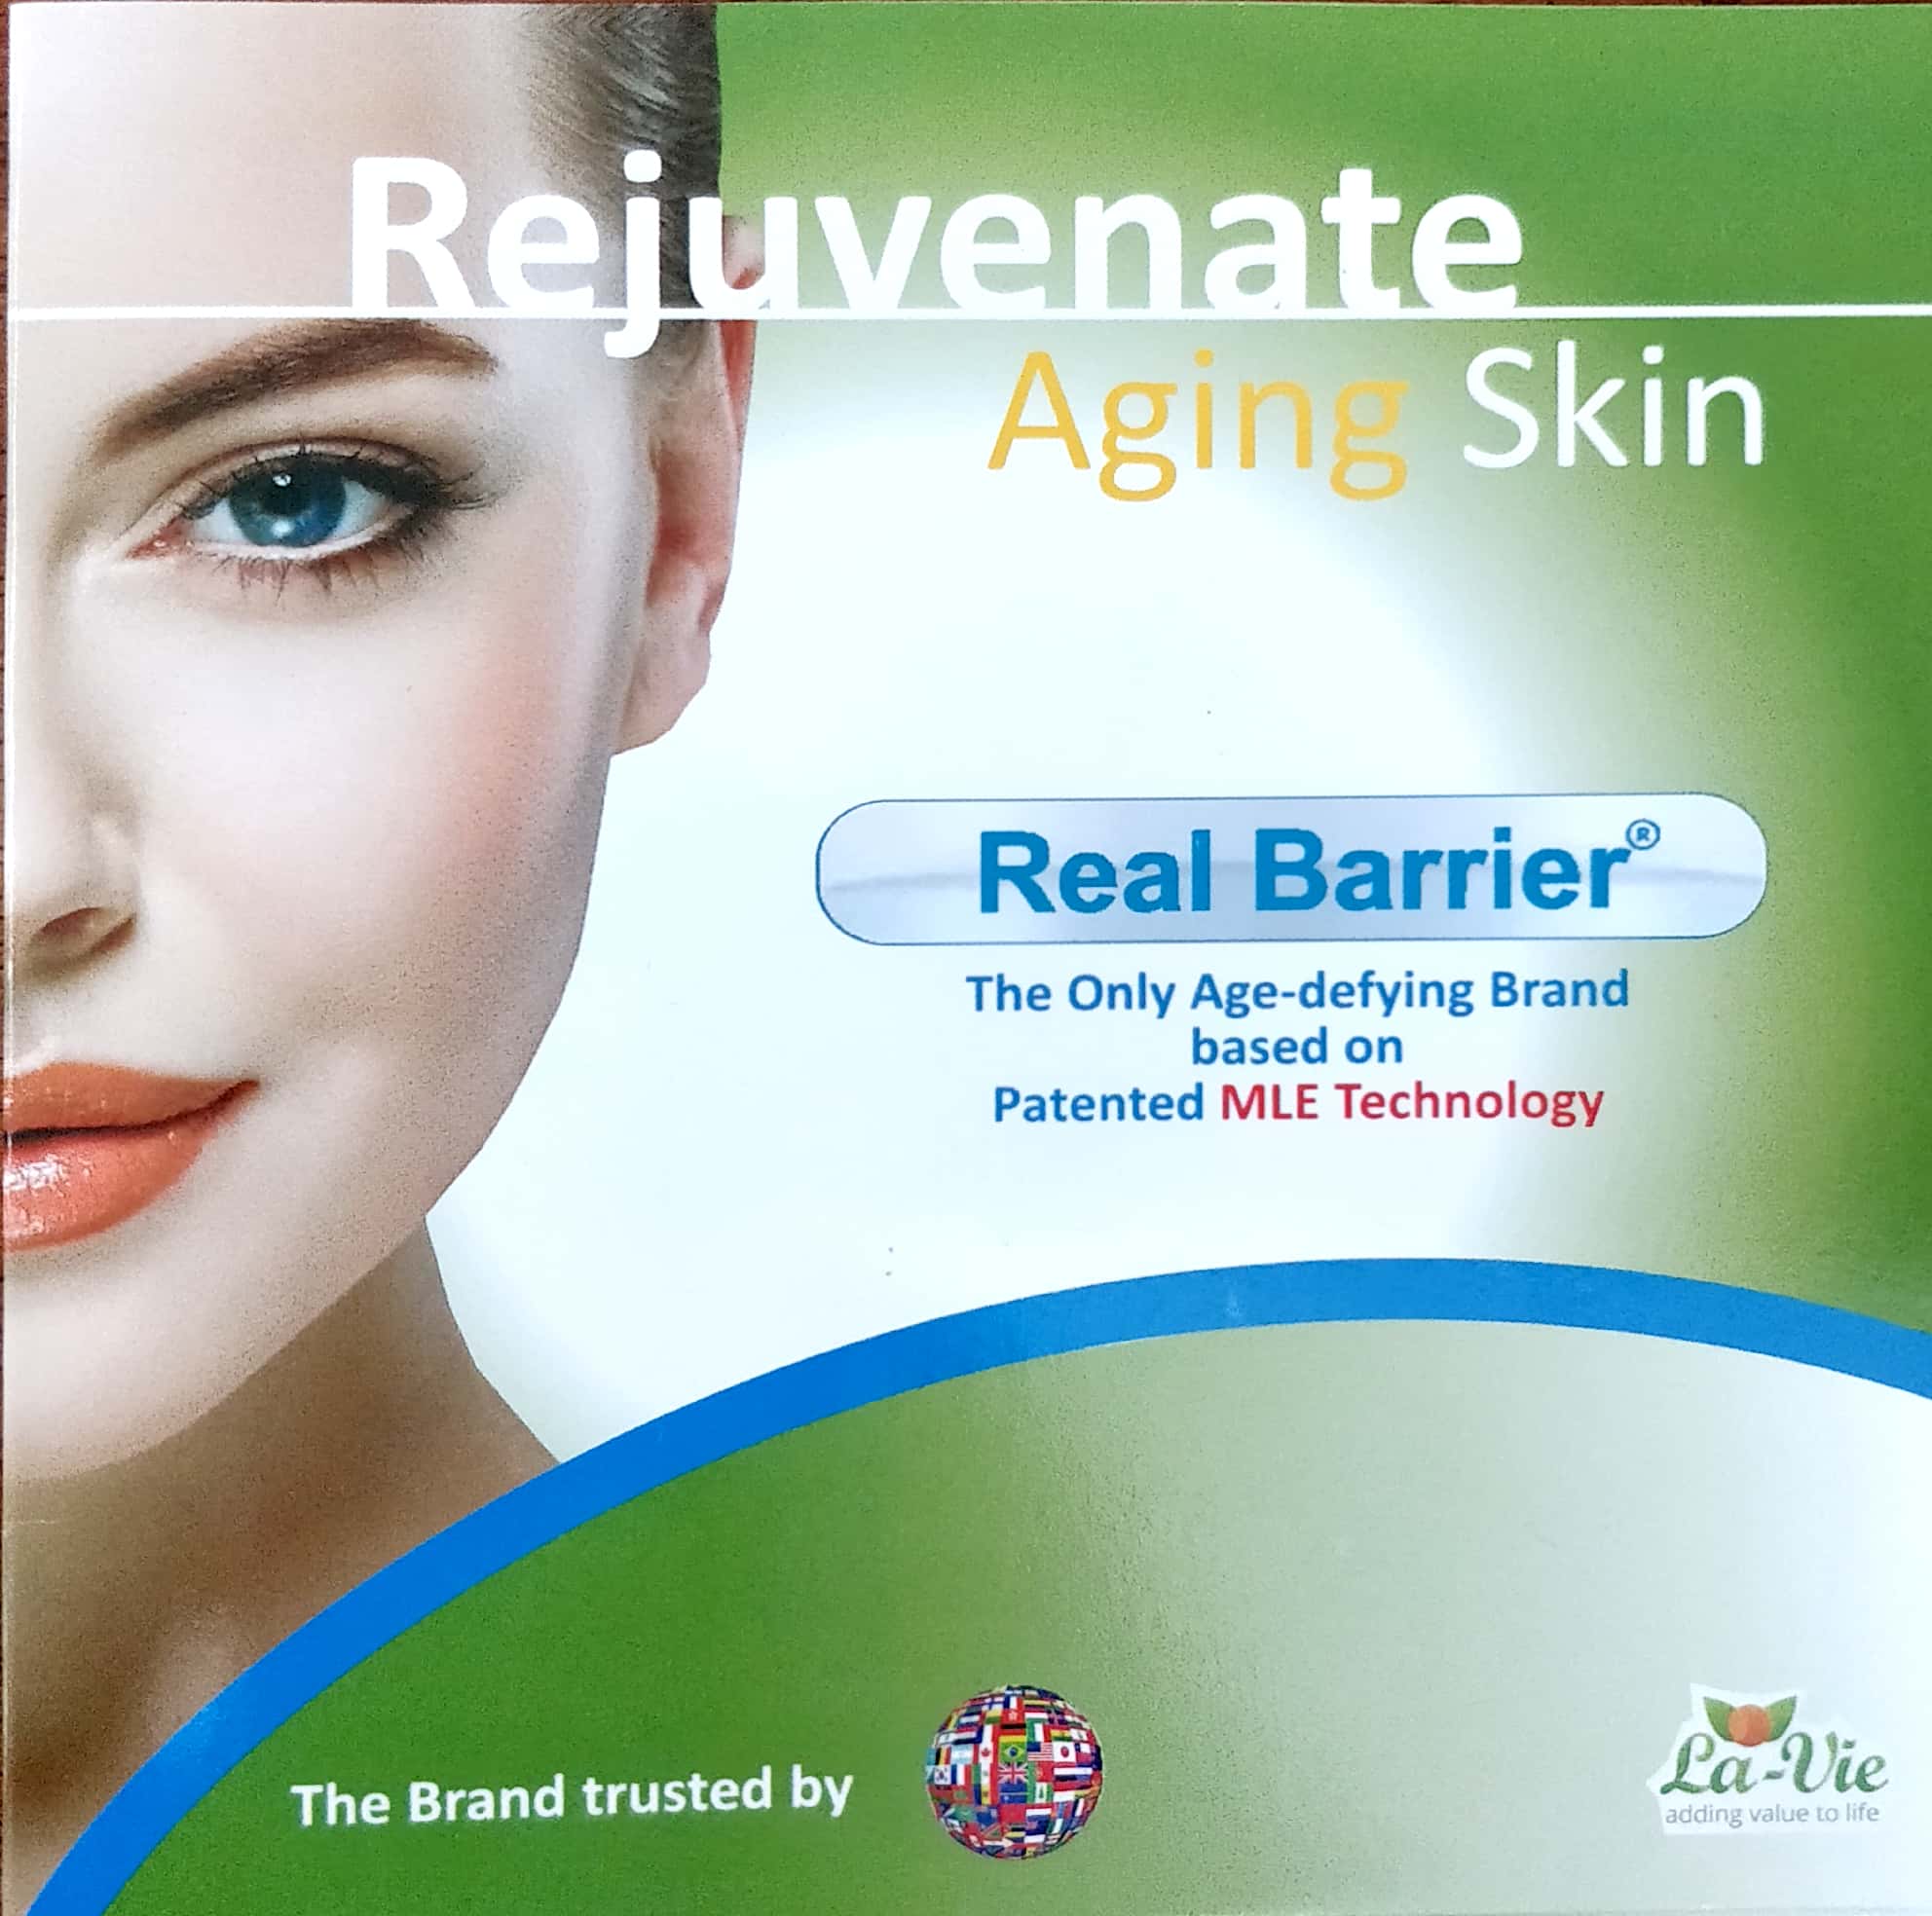 Rejuvenate
Aging Skin
Real Barrier®
The Only Age-defying Brand
based on
Patented MLE Technology
The Brand trusted by
La-Vie
adding value to life